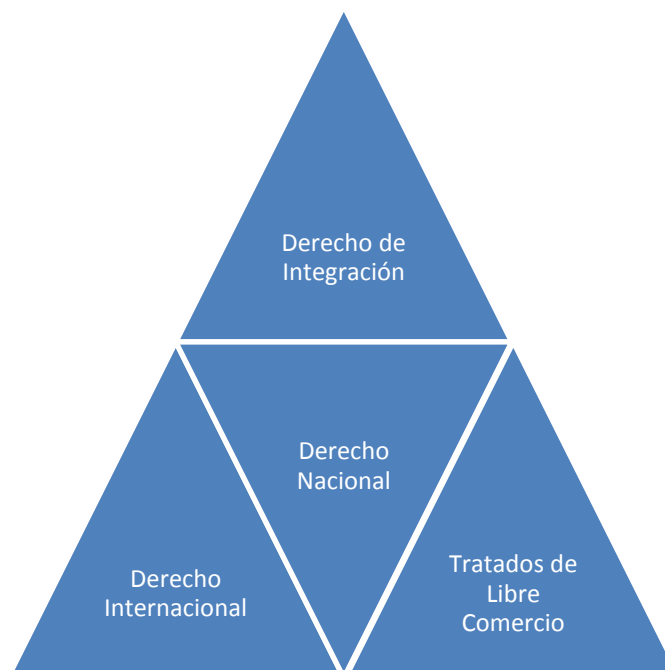 Derecho de
Integración
Derecho
Nacional
Derecho
Internacional
Tratados de
Libre
Comercio